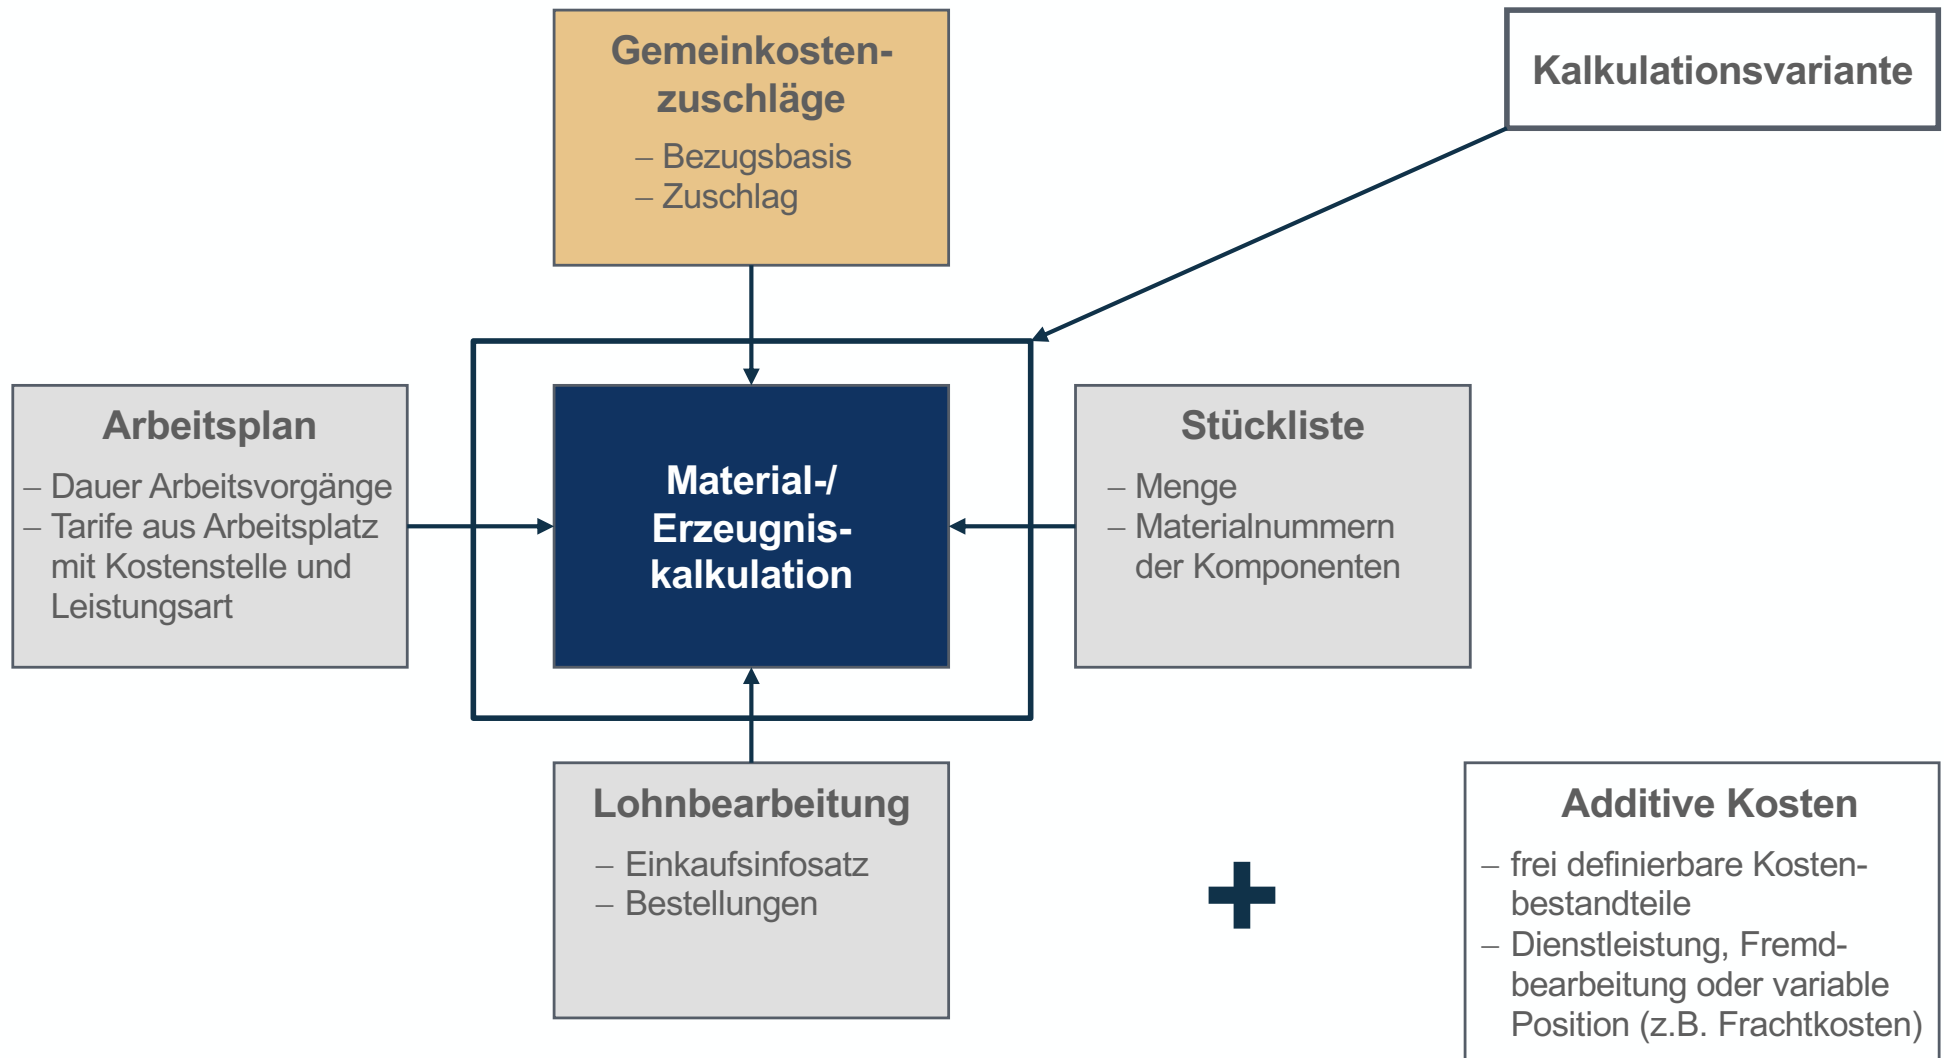 Gemeinkosten-
zuschläge
– Bezugsbasis
– Zuschlag
Kalkulationsvariante
Arbeitsplan
– Dauer Arbeitsvorgänge
– Tarife aus Arbeitsplatz
mit Kostenstelle und
Leistungsart
Material-/
Erzeugnis-
kalkulation
Stückliste
– Menge
– Materialnummern
der Komponenten
Lohnbearbeitung
– Einkaufsinfosatz
– Bestellungen
+
Additive Kosten
– frei definierbare Kosten-
bestandteile
– Dienstleistung, Fremd-
bearbeitung oder variable
Position (z.B. Frachtkosten)